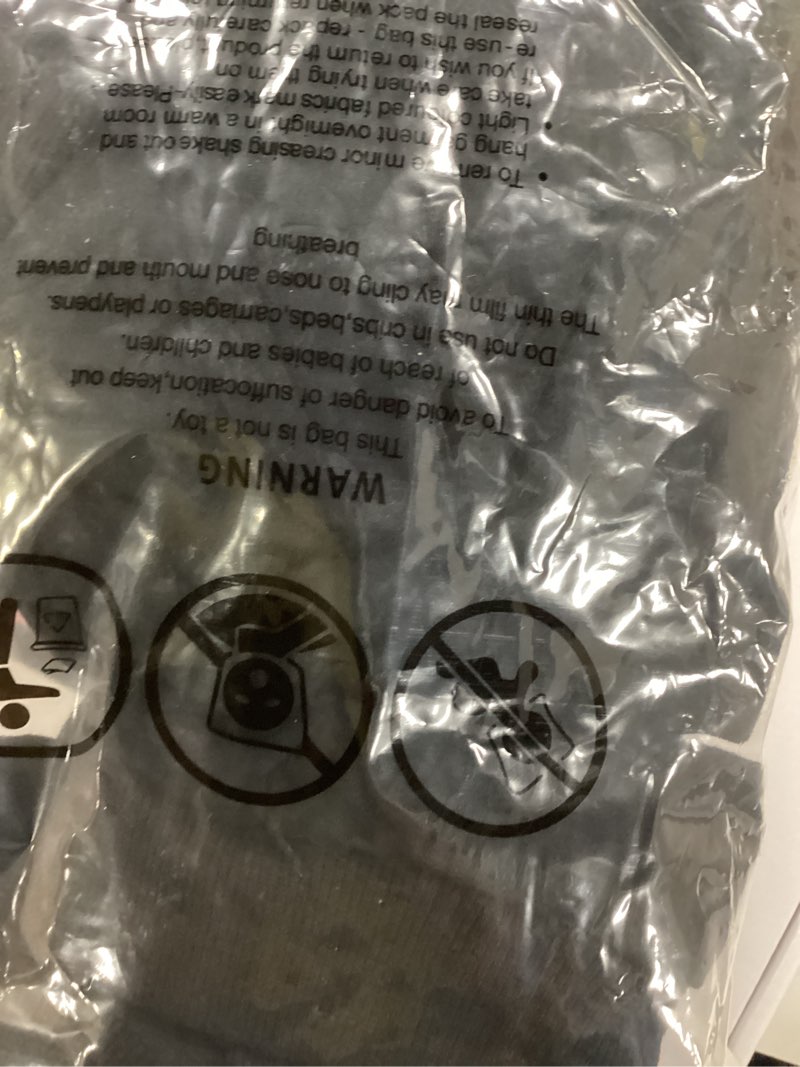 WARNING
This bag is not a toy.
To avoid danger of suffocation,keep out
of reach of babies and children.
Do not use in cribs,beds,carriages or playpens.
The thin film may cling to nose and mouth and prevent
breathing
• To remove minor creasing shake out and
hang garment overnight in a warm room
• Light coloured fabrics mark easily-Please
take care when trying them on
If you wish to return the product, please
re-use this bag - repack carefully and
reseal the pack when returning